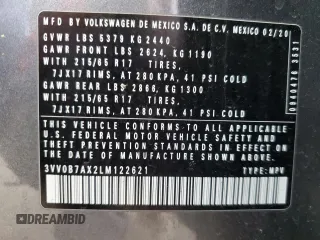 MFD BY VOLKSWAGEN DE MEXICO S.A. DE C.V. MEXICO 02/20
GVWR LBS 5379 KG 2440
GAWR FRONT LBS 2624, KG 1190
WITH 215/65 R17 TIRES,
7JX17 RIMS, AT 280 KPA, 41 PSI COLD
GAWR REAR LBS 2866, KG 1300
WITH 215/65 R17 TIRES,
7JX17 RIMS, AT 280 KPA, 41 PSI COLD
THIS VEHICLE CONFORMS TO ALL APPLICABLE
U.S. FEDERAL MOTOR VEHICLE SAFETY AND
THEFT PREVENTION STANDARDS IN EFFECT ON
THE DATE OF MANUFACTURE SHOWN ABOVE
3VV0B7AX2LM122621 TYPE: MPV
DREAMBID